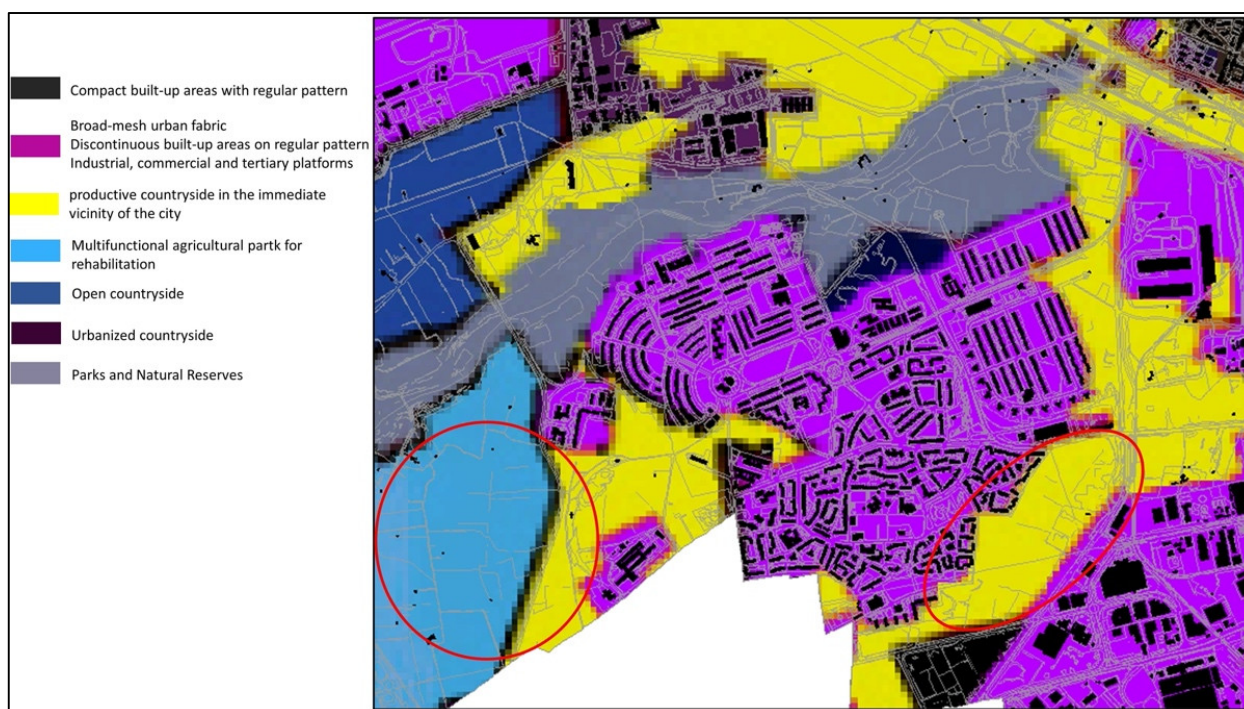 Compact built-up areas with regular pattern
Broad-mesh urban fabric
Discontinuous built-up areas on regular pattern
Industrial, commercial and tertiary platforms
productive countryside in the immediate
vicinity of the city
Multifunctional agricultural partk for
rehabilitation
Open countryside
Urbanized countryside
Parks and Natural Reserves